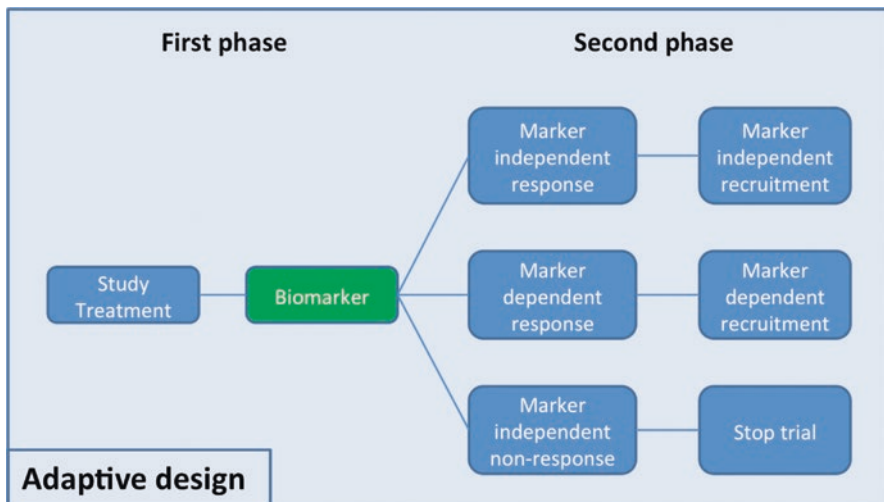 First phase
Second phase
Study
Treatment
Biomarker
Marker
independent
response
Marker
independent
recruitment
Marker
dependent
response
Marker
dependent
recruitment
Marker
independent
non-response
Stop trial
Adaptive design